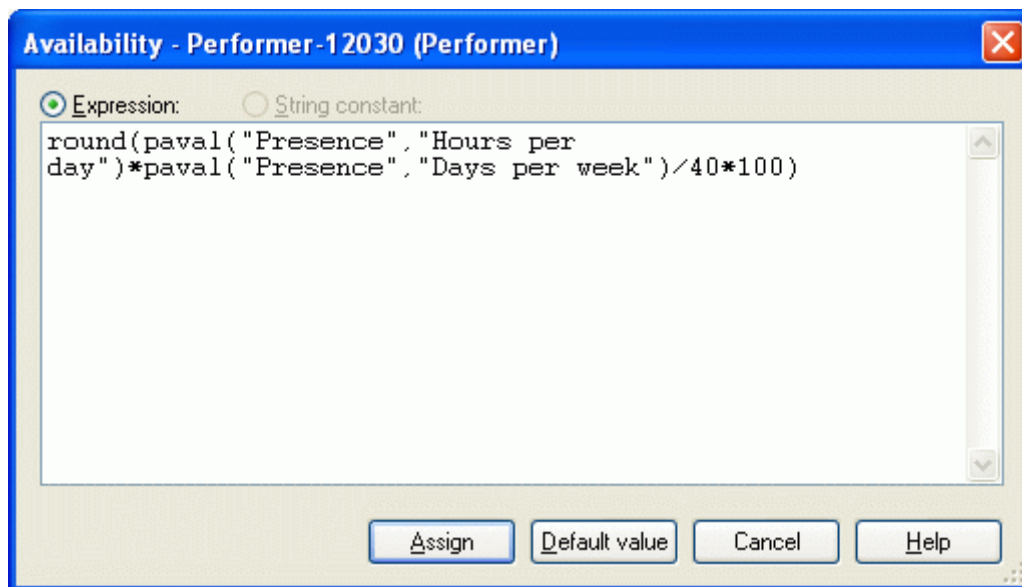 Availability - Performer-12030 (Performer)
Expression: String constant:
round(paval("Presence","Hours per
day")*paval("Presence","Days per week")/40*100)
Assign Default value Cancel Help